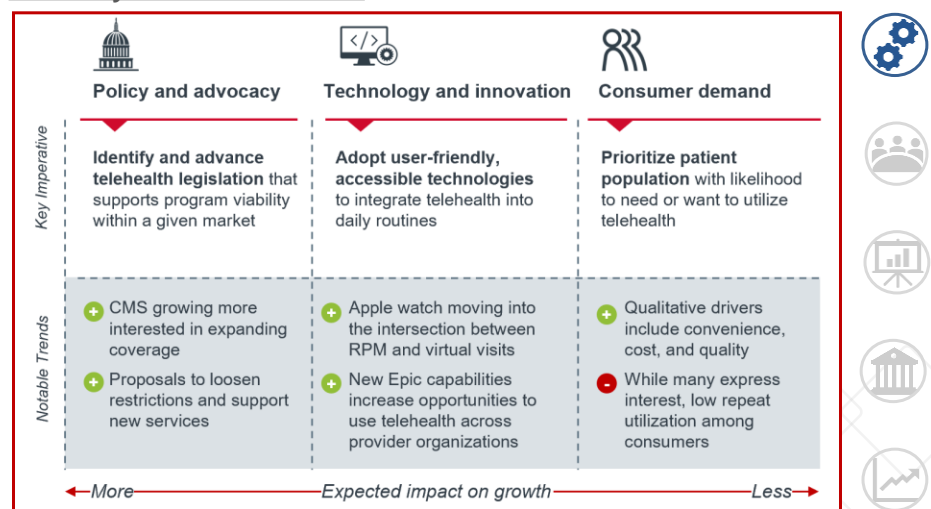 </>
Policy and advocacy
Technology and innovation
Consumer demand
Key Imperative
Identify and advance
telehealth legislation that
supports program viability
within a given market
Adopt user-friendly,
accessible technologies
to integrate telehealth into
daily routines
Prioritize patient
population with likelihood
to need or want to utilize
telehealth
Notable Trends
+ CMS growing more
interested in expanding
coverage
+ Proposals to loosen
restrictions and support
new services
+ Apple watch moving into
the intersection between
RPM and virtual visits
+ New Epic capabilities
increase opportunities to
use telehealth across
provider organizations
+ Qualitative drivers
include convenience,
cost, and quality
- While many express
interest, low repeat
utilization among
consumers
More
Expected impact on growth
Less